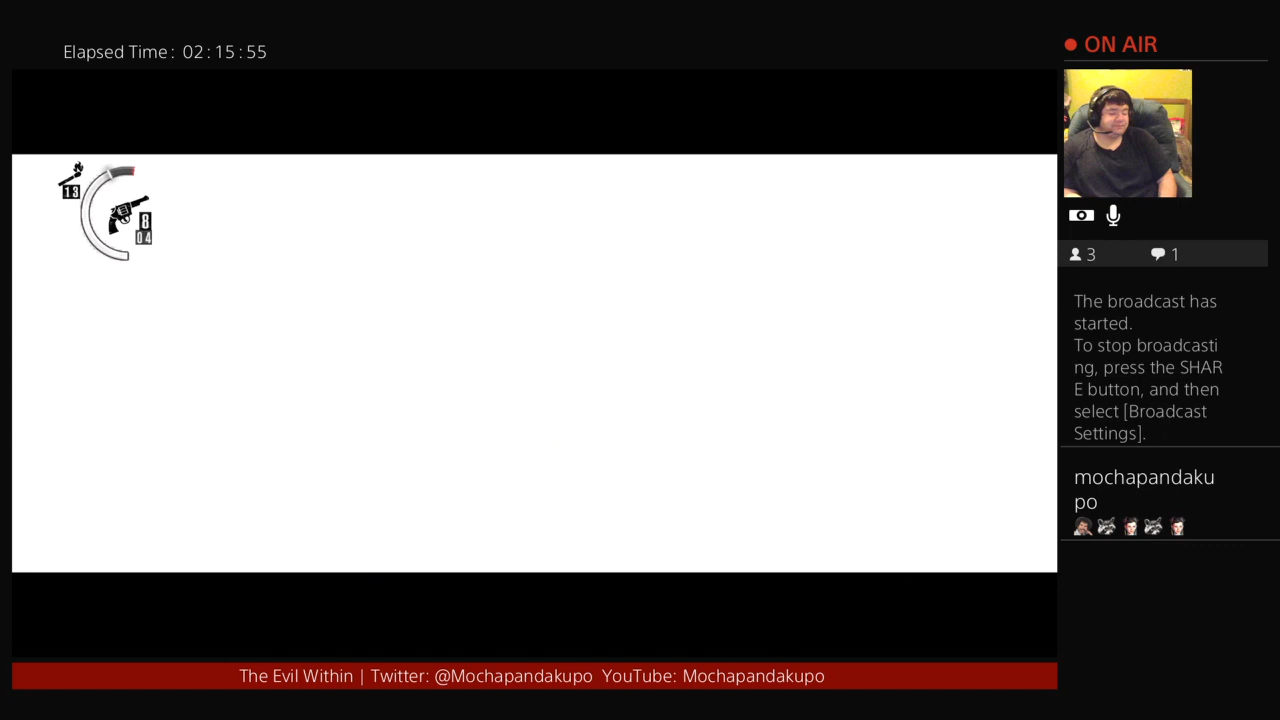 Elapsed Time: 02:15:55
ON AIR
13
8
04
3 1
The broadcast has
started.
To stop broadcasti
ng, press the SHAR
E button, and then
select [Broadcast
Settings].
mochapandaku
po
The Evil Within | Twitter: @Mochapandakupo YouTube: Mochapandakupo